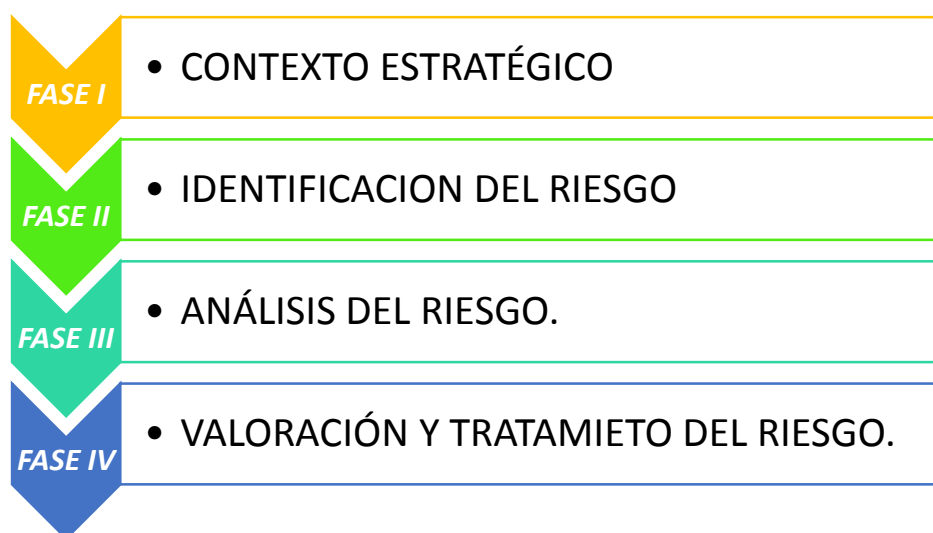 FASE I
• CONTEXTO ESTRATÉGICO
FASE II
• IDENTIFICACION DEL RIESGO
FASE III
• ANÁLISIS DEL RIESGO.
FASE IV
• VALORACIÓN Y TRATAMIETO DEL RIESGO.